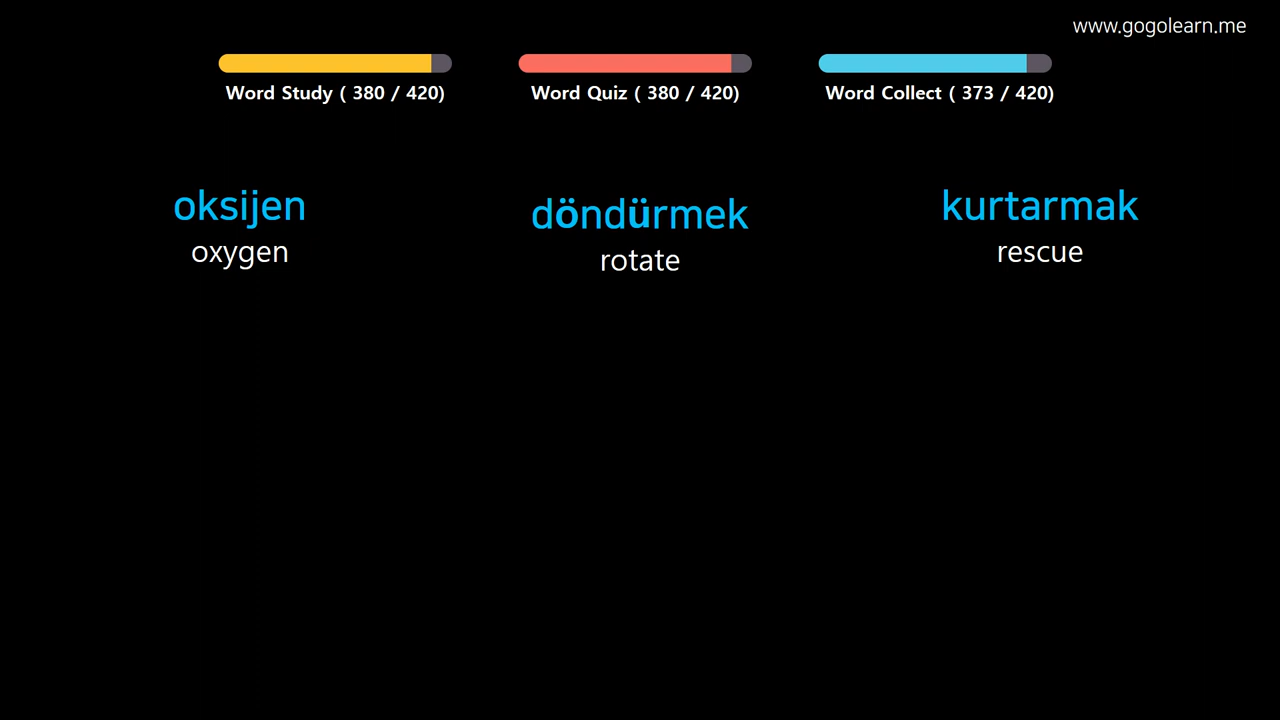 www.gogolearn.me
Word Study ( 380 / 420)
Word Quiz ( 380 / 420)
Word Collect ( 373 / 420)
oksijen
oxygen
döndürmek
rotate
kurtarmak
rescue